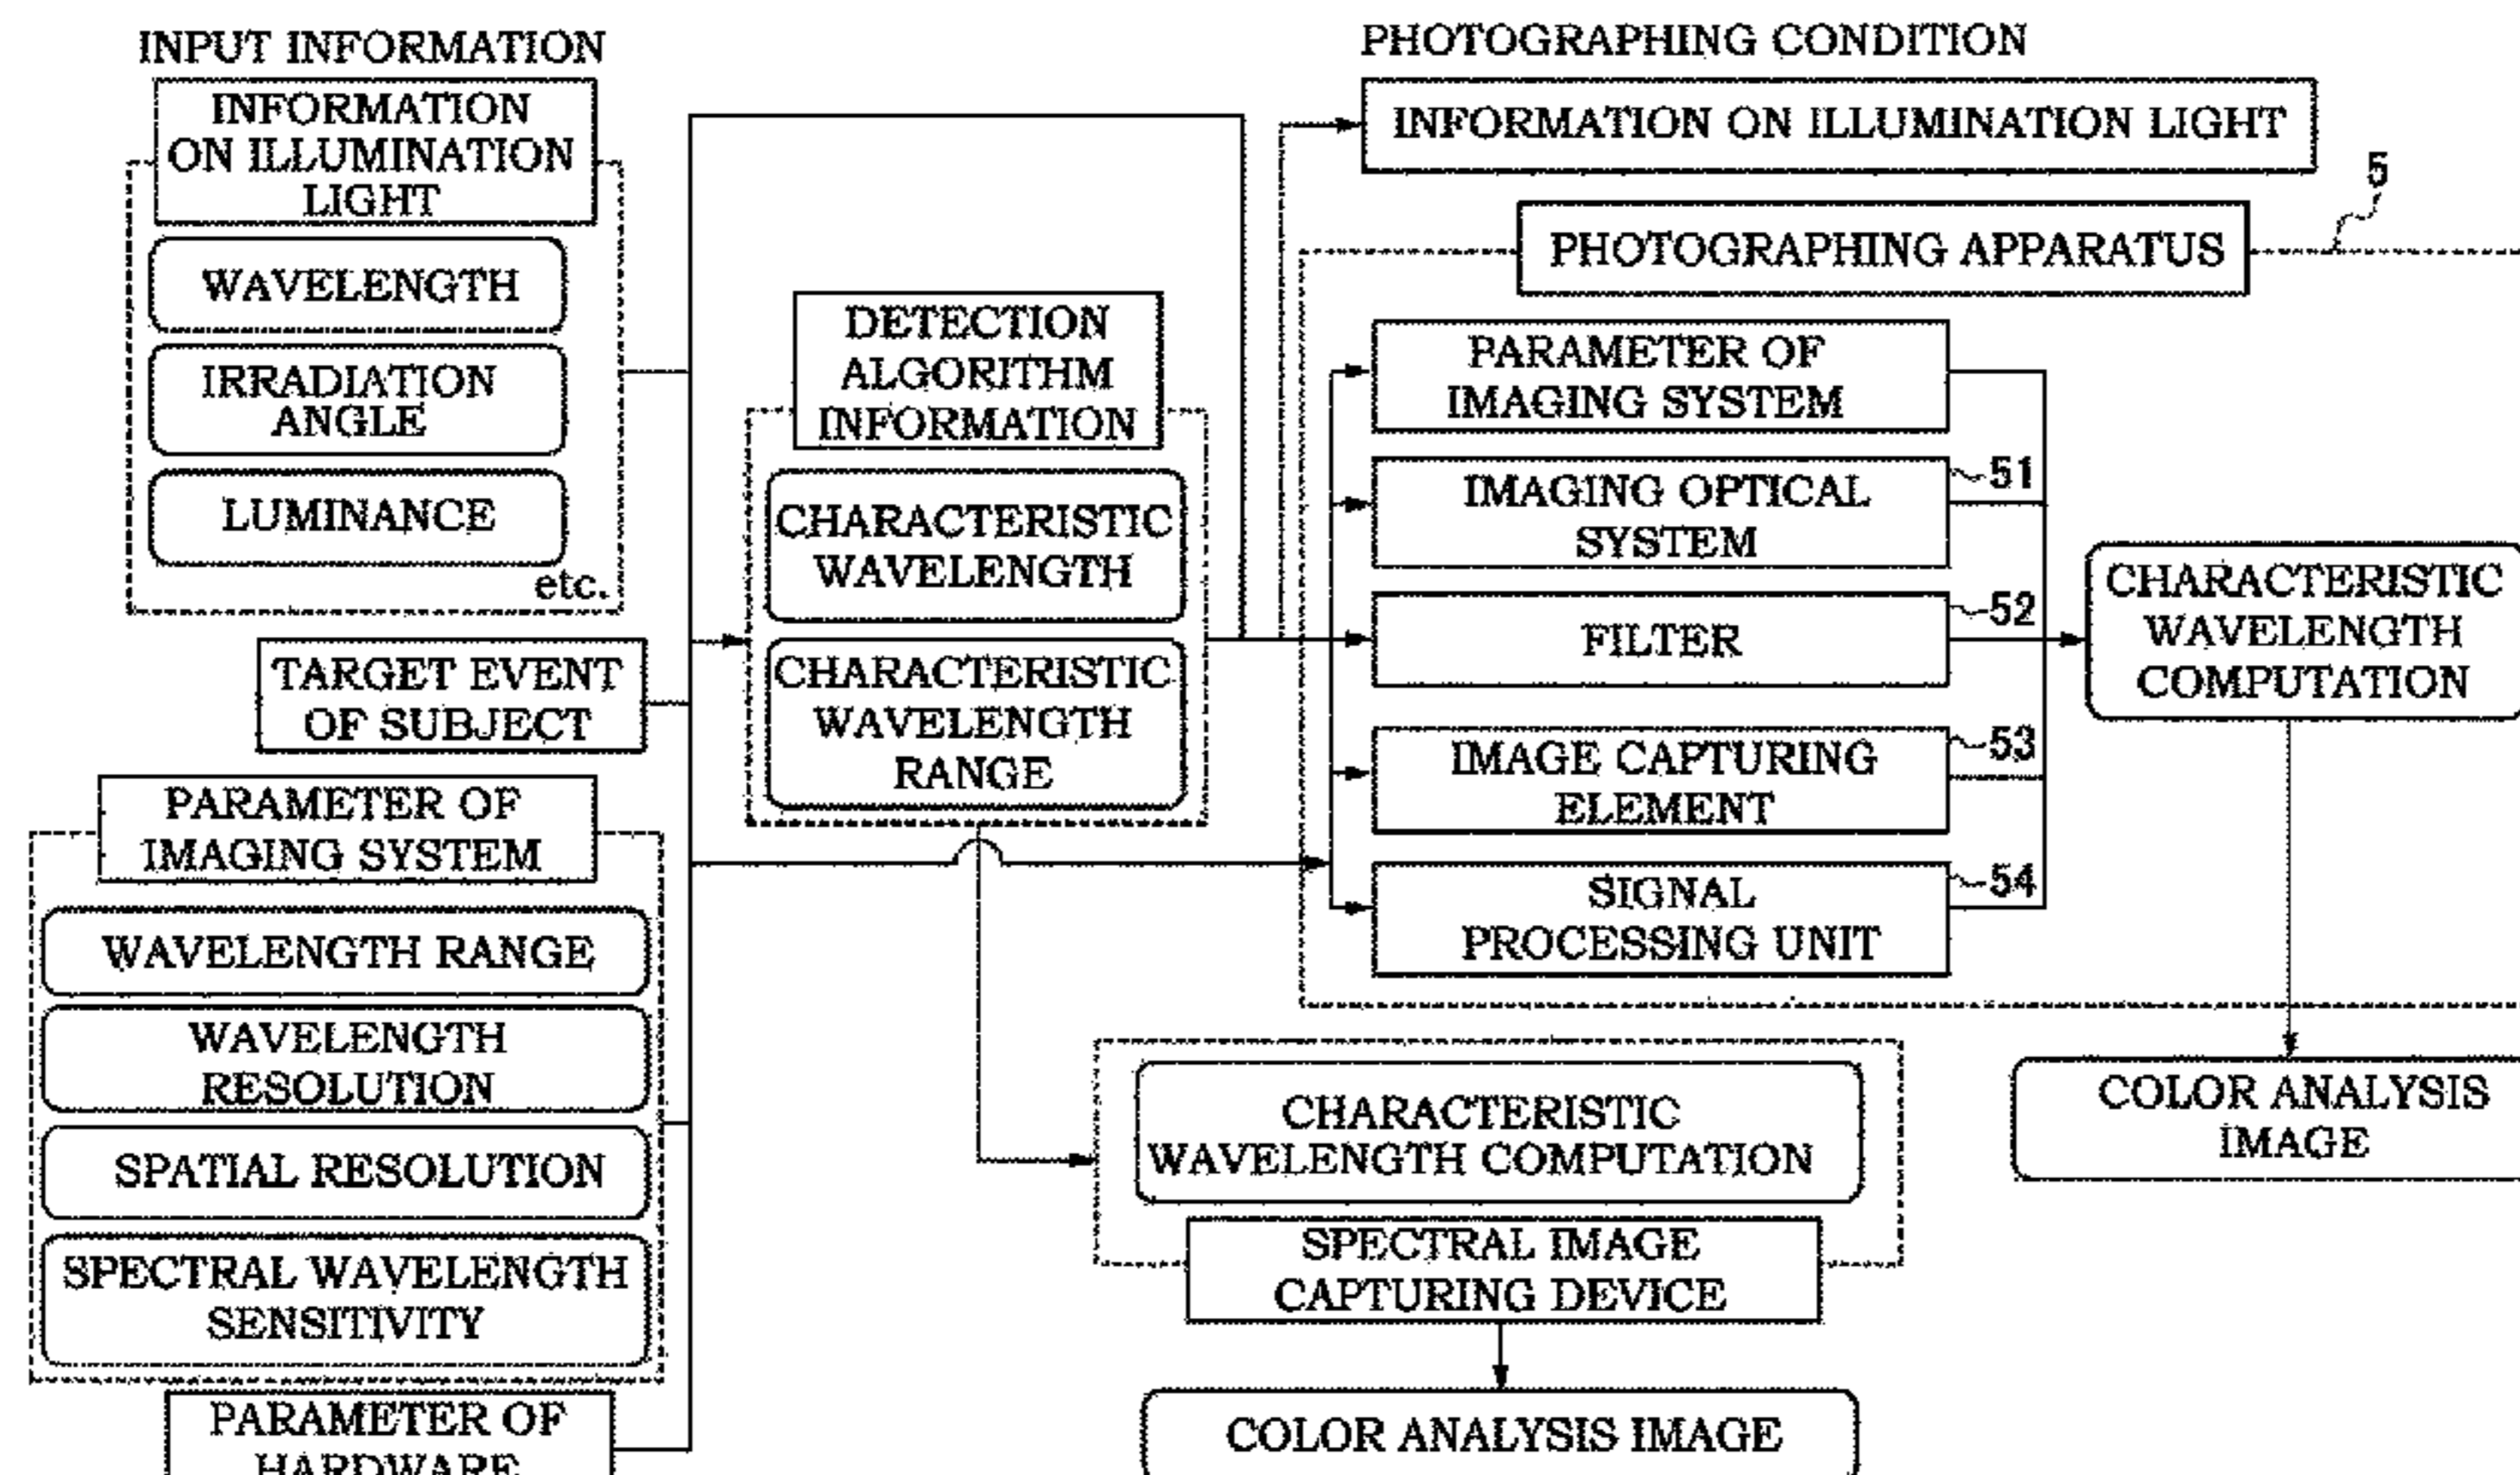 INPUT INFORMATION
INFORMATION
ON ILLUMINATION
LIGHT
WAVELENGTH
IRRADIATION
ANGLE
LUMINANCE
etc.
TARGET EVENT
OF SUBJECT
PARAMETER OF
IMAGING SYSTEM
WAVELENGTH RANGE
WAVELENGTH
RESOLUTION
SPATIAL RESOLUTION
SPECTRAL WAVELENGTH
SENSITIVITY
PARAMETER OF
HARDWARE
DETECTION
ALGORITHM
INFORMATION
CHARACTERISTIC
WAVELENGTH
CHARACTERISTIC
WAVELENGTH
RANGE
PHOTOGRAPHING CONDITION
INFORMATION ON ILLUMINATION LIGHT
5
PHOTOGRAPHING APPARATUS
PARAMETER OF
IMAGING SYSTEM
IMAGING OPTICAL
SYSTEM
51
FILTER
52
IMAGE CAPTURING
ELEMENT
53
SIGNAL
PROCESSING UNIT
54
CHARACTERISTIC
WAVELENGTH
COMPUTATION
COLOR ANALYSIS
IMAGE
CHARACTERISTIC
WAVELENGTH COMPUTATION
SPECTRAL IMAGE
CAPTURING DEVICE
COLOR ANALYSIS IMAGE